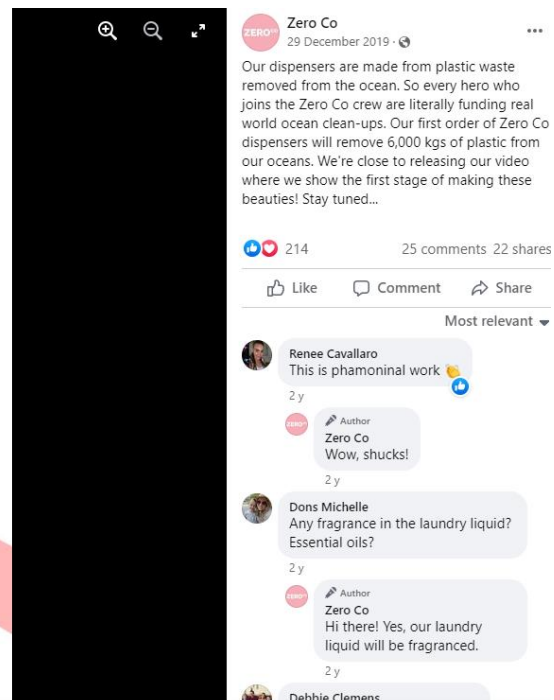 ZERO CO
Zero Co
29 December 2019 ·
Our dispensers are made from plastic waste
removed from the ocean. So every hero who
joins the Zero Co crew are literally funding real
world ocean clean-ups. Our first order of Zero Co
dispensers will remove 6,000 kgs of plastic from
our oceans. We're close to releasing our video
where we show the first stage of making these
beauties! Stay tuned...
214
25 comments 22 shares
Like Comment Share
Most relevant
Renee Cavallaro
This is phamoninal work
2 y
Author
Zero Co
Wow, shucks!
2 y
Dons Michelle
Any fragrance in the laundry liquid?
Essential oils?
2 y
Author
Zero Co
Hi there! Yes, our laundry
liquid will be fragranced.
2 y
Debbie Clemens